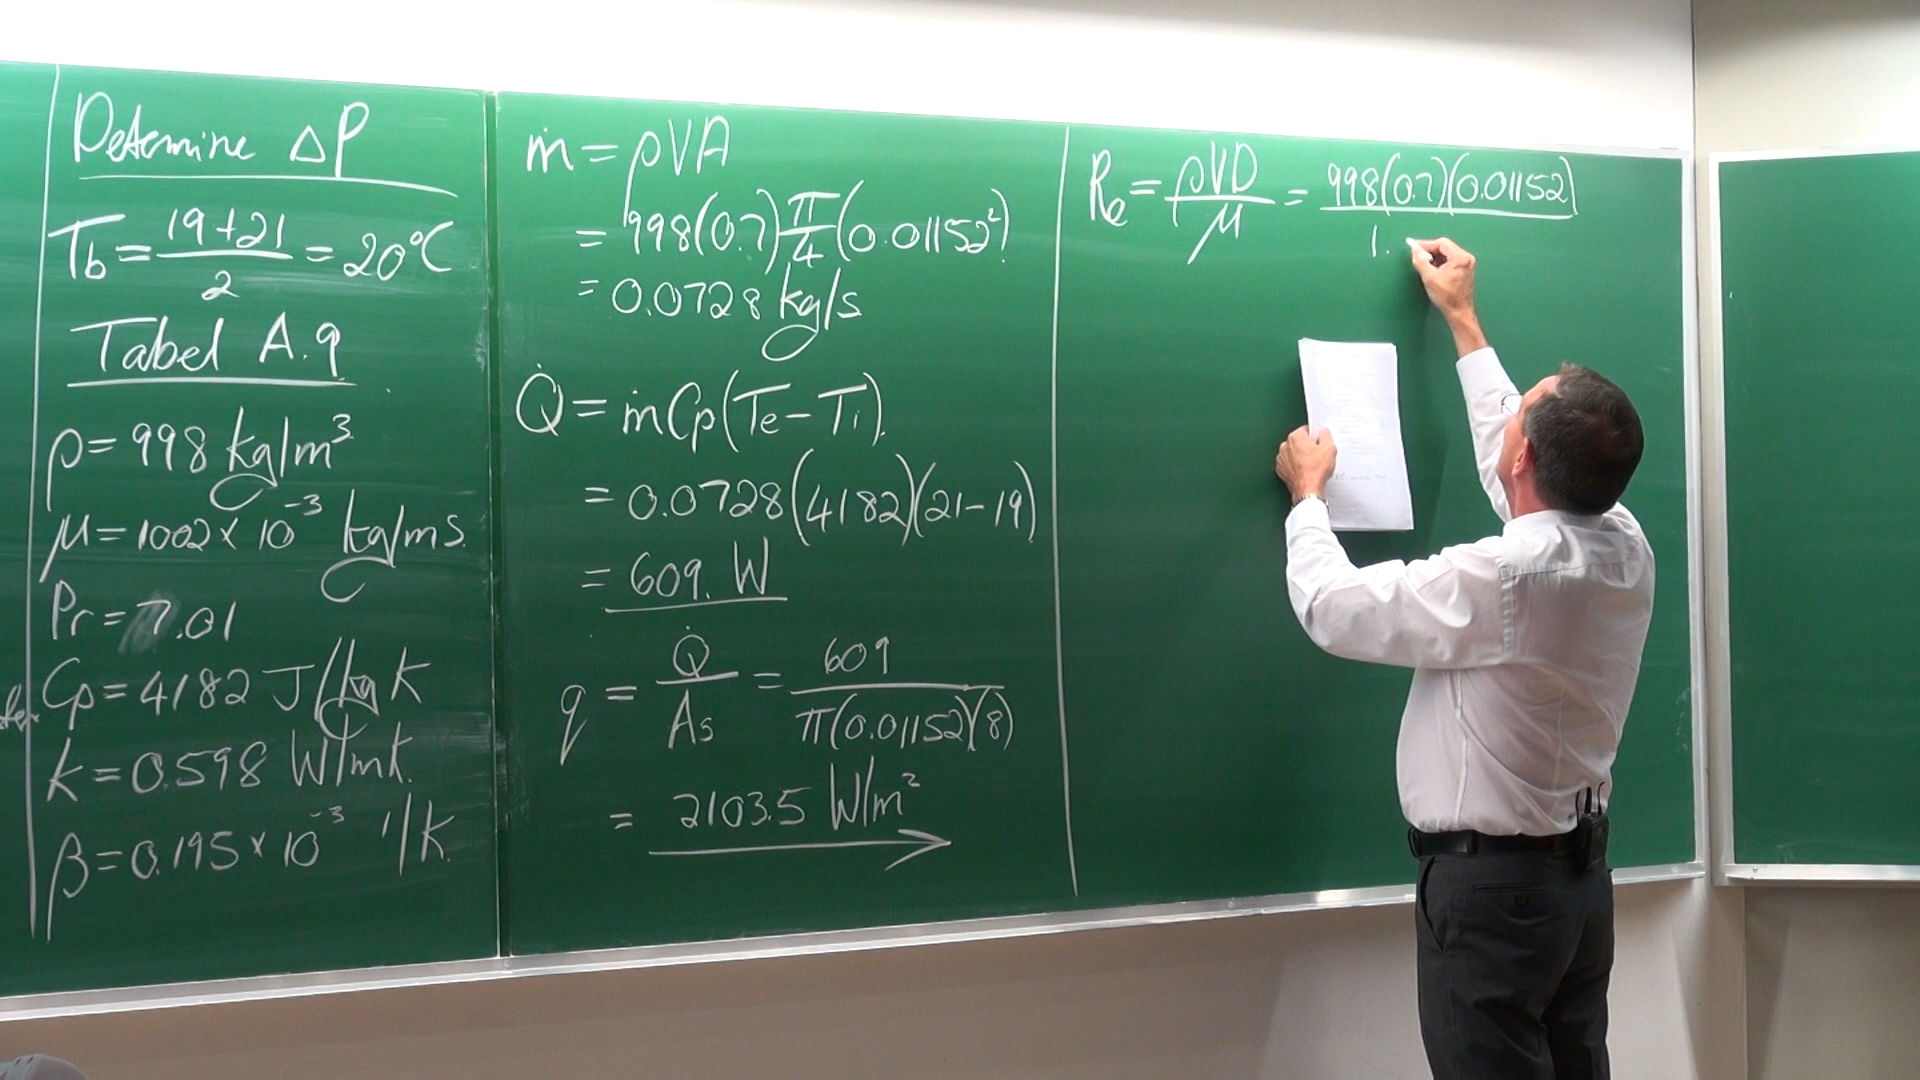 Determine ΔP
Tb = 19+21/2 = 20°C
Tabel A.9
ρ = 998 kg/m³
μ = 1002 × 10⁻³ kg/ms
Pr = 7.01
Cp = 4182 J/kgK
k = 0.598 W/mK
β = 0.195 × 10⁻³ 1/K
ṁ = ρVA
= 998(0.7) π/4 (0.01152²)
= 0.0728 kg/s
Q̇ = ṁCp(Te − Ti)
= 0.0728(4182)(21−19)
= 609. W
q = Q̇/As = 609/π(0.01152)(8)
= 2103.5 W/m²
Re = ρVD/μ = 998(0.7)(0.01152)/1.